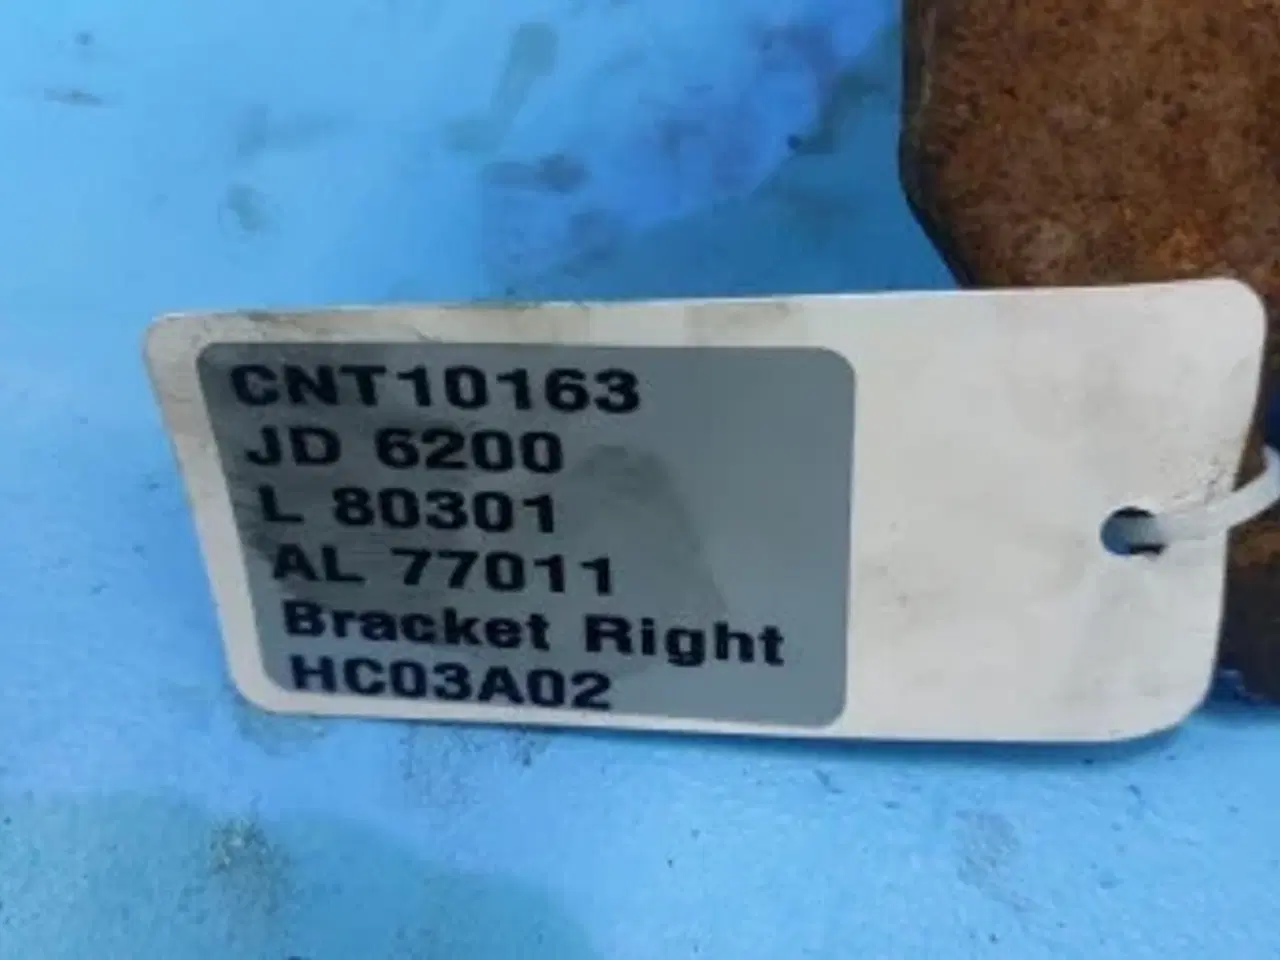 CNT10163
JD 6200
L 80301
AL 77011
Bracket Right
HC03A02